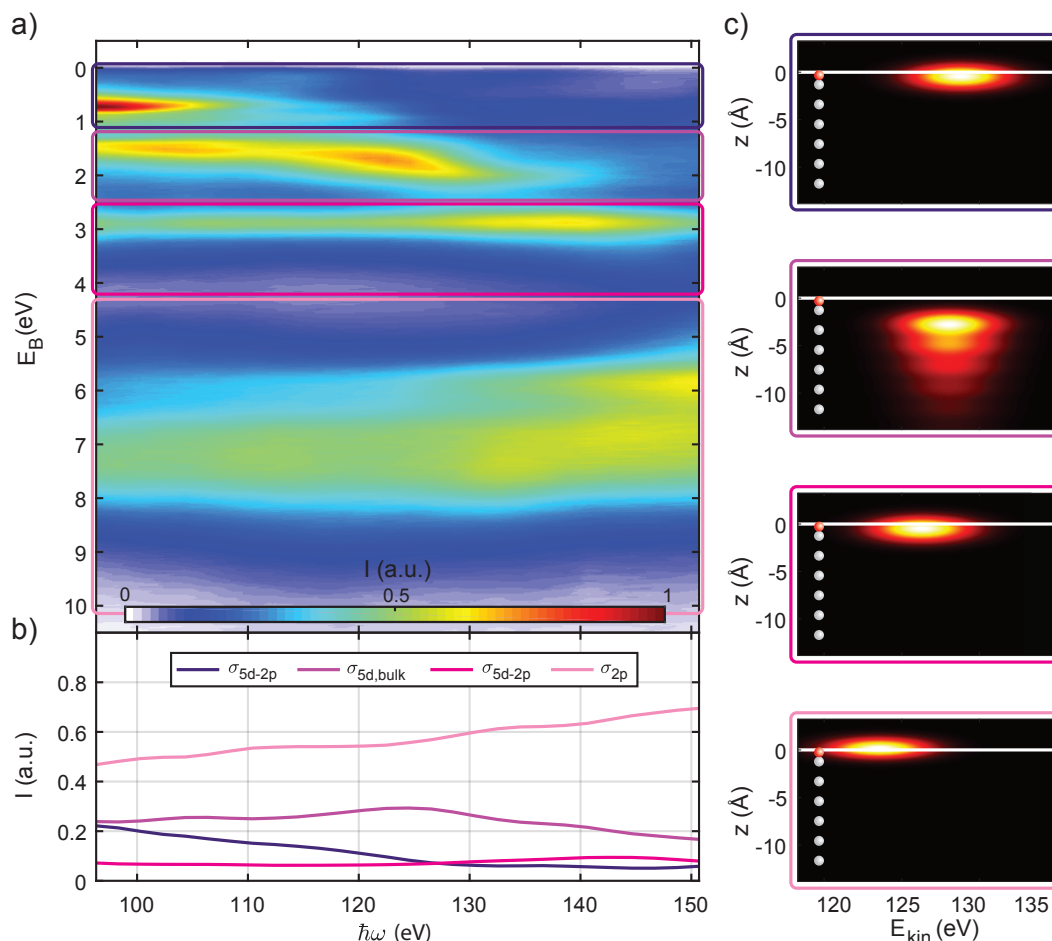 a)
0
1
2
3
4
5
6
7
8
9
10
E_B(eV)
I (a.u.)
0
0.5
1
b)
σ_5d-2p
σ_5d,bulk
σ_5d-2p
σ_2p
0.8
0.6
0.4
0.2
0
I (a.u.)
100
110
120
130
140
150
ℏω (eV)
c)
0
-5
-10
z (Å)
0
-5
-10
z (Å)
0
-5
-10
z (Å)
0
-5
-10
z (Å)
120
125
130
135
E_kin (eV)